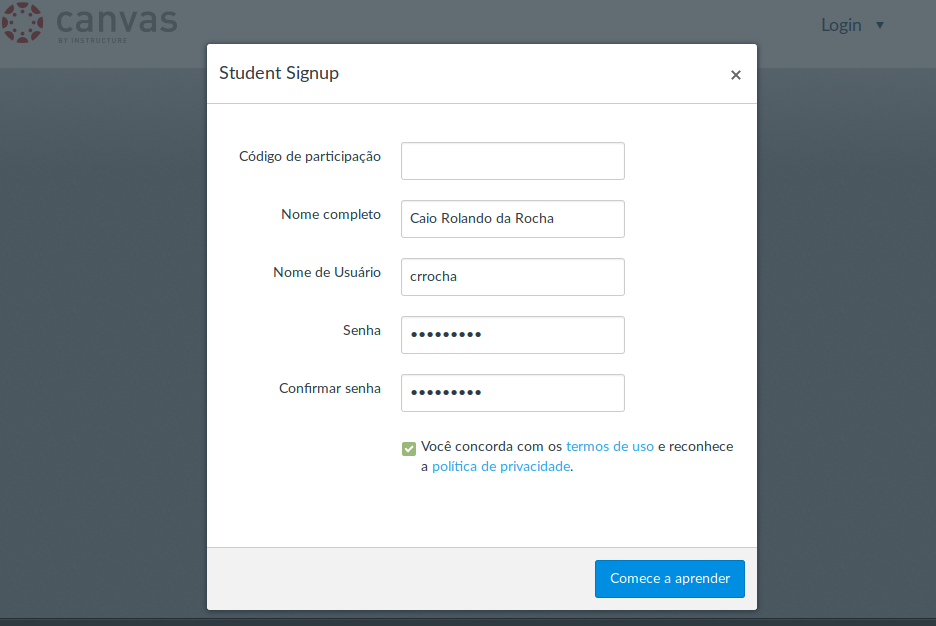 canvas
BY INSTRUCTURE
Login
Student Signup
Código de participação
Nome completo
Caio Rolando da Rocha
Nome de Usuário
crrocha
Senha
•••••••••
Confirmar senha
•••••••••
Você concorda com os termos de uso e reconhece
a política de privacidade.
Comece a aprender